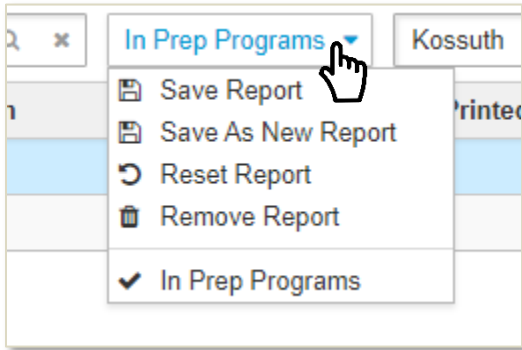 In Prep Programs
Kossuth
Save Report
Save As New Report
Reset Report
Remove Report
In Prep Programs